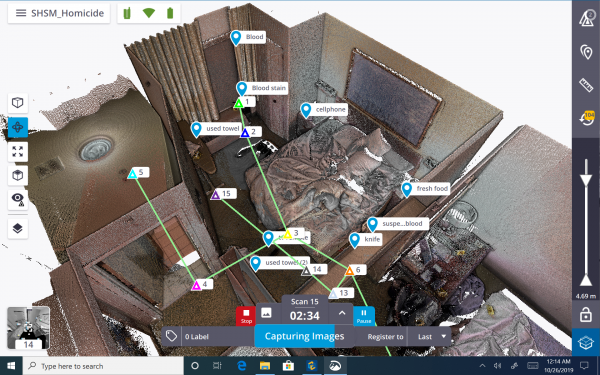 SHSM_Homicide
Blood
Blood stain
1
cellphone
used towel
2
5
15
fresh food
suspe...blood
3
knife
used towel (2)
14
6
4
13
4.69 m
Scan 15
02:34
Stop
Pause
14
0 Label
Capturing Images
Register to
Last
Type here to search
12:14 AM
10/26/2019